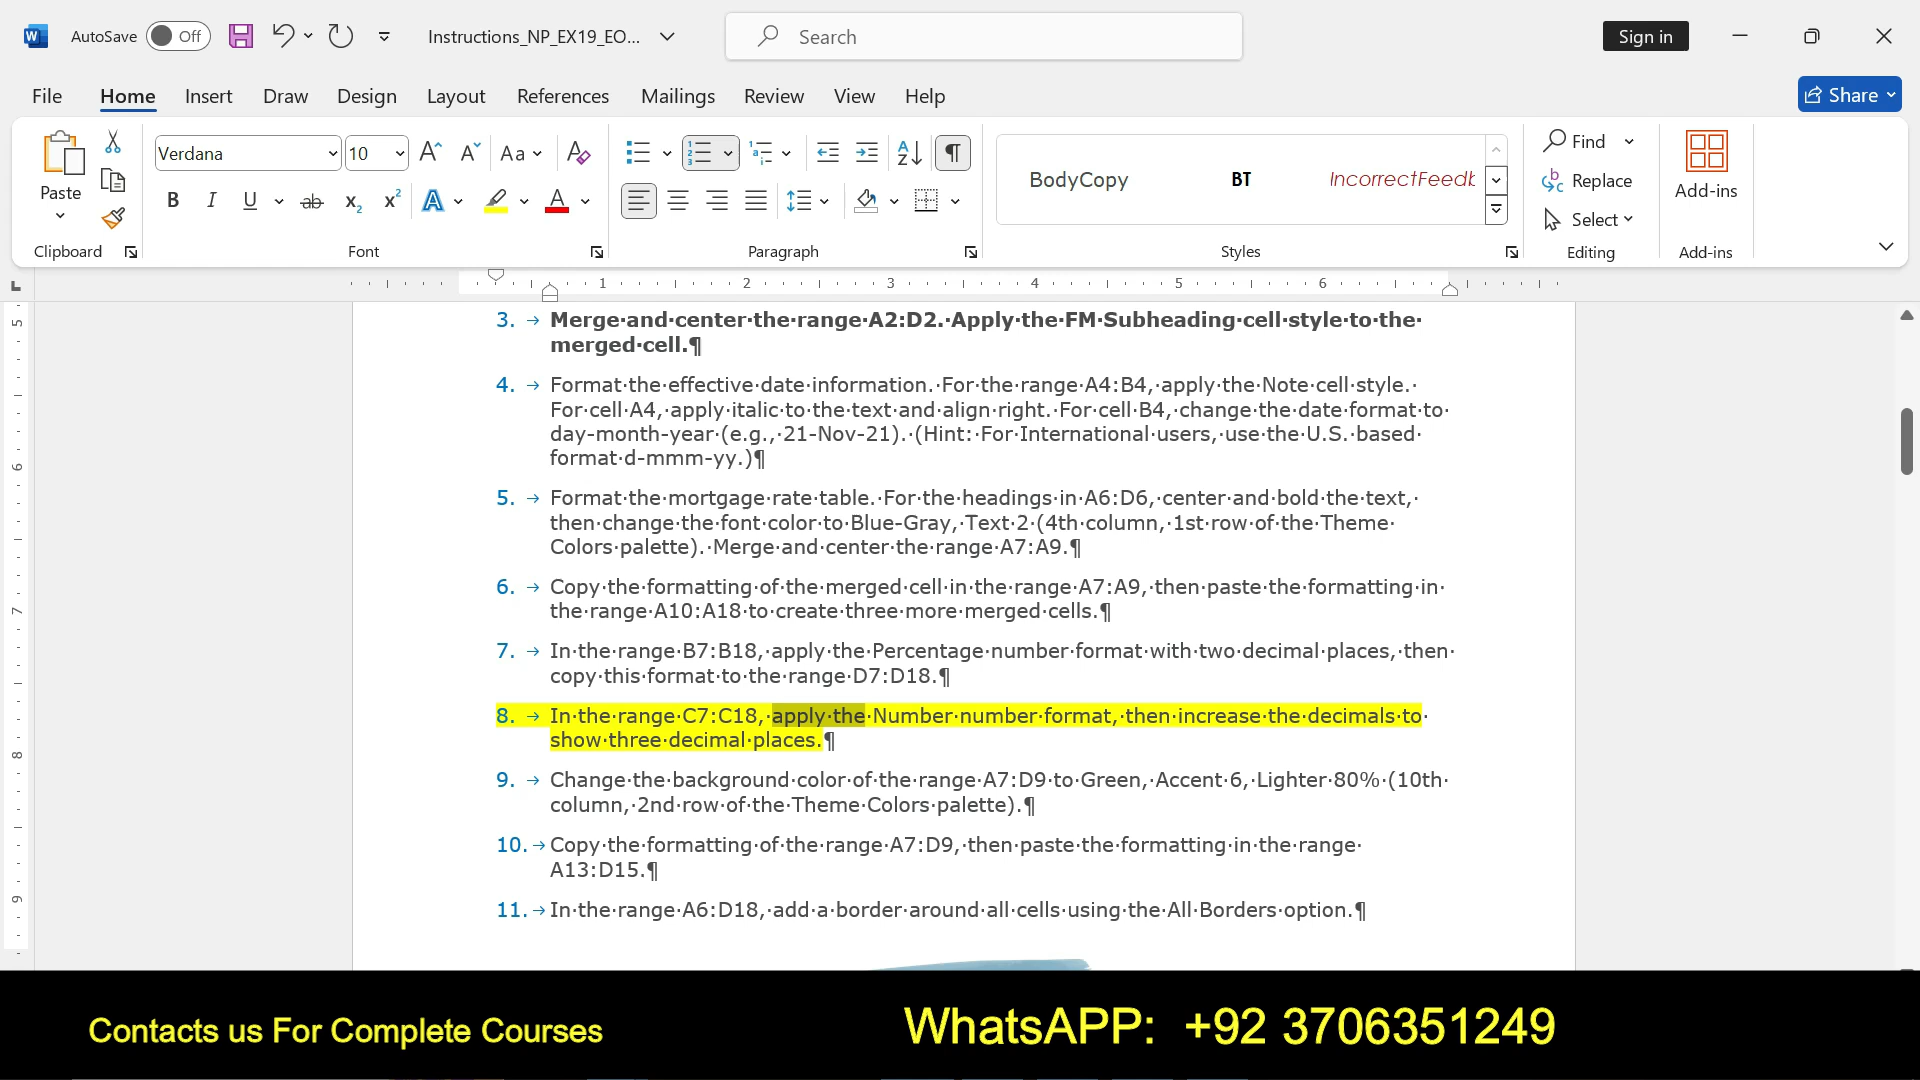 AutoSave Off Instructions_NP_EX19_EO... Search Sign in
File Home Insert Draw Design Layout References Mailings Review View Help Share
Verdana 10 Aa BodyCopy BT IncorrectFeedb Find Replace Select Add-ins
Paste
B I U ab x₂ x² A A
Clipboard Font Paragraph Styles Editing Add-ins
1 2 3 4 5 6
3. → Merge·and·center·the·range·A2:D2.·Apply·the·FM·Subheading·cell·style·to·the·
merged·cell.¶
4. → Format·the·effective·date·information.·For·the·range·A4:B4,·apply·the·Note·cell·style.·
For·cell·A4,·apply·italic·to·the·text·and·align·right.·For·cell·B4,·change·the·date·format·to·
day-month-year·(e.g.,·21-Nov-21).·(Hint:·For·International·users,·use·the·U.S.·based·
format·d-mmm-yy.)¶
5. → Format·the·mortgage·rate·table.·For·the·headings·in·A6:D6,·center·and·bold·the·text,·
then·change·the·font·color·to·Blue-Gray,·Text·2·(4th·column,·1st·row·of·the·Theme·
Colors·palette).·Merge·and·center·the·range·A7:A9.¶
6. → Copy·the·formatting·of·the·merged·cell·in·the·range·A7:A9,·then·paste·the·formatting·in·
the·range·A10:A18·to·create·three·more·merged·cells.¶
7. → In·the·range·B7:B18,·apply·the·Percentage·number·format·with·two·decimal·places,·then·
copy·this·format·to·the·range·D7:D18.¶
8. → In·the·range·C7:C18,·apply·the·Number·number·format,·then·increase·the·decimals·to·
show·three·decimal·places.¶
9. → Change·the·background·color·of·the·range·A7:D9·to·Green,·Accent·6,·Lighter·80%·(10th·
column,·2nd·row·of·the·Theme·Colors·palette).¶
10. → Copy·the·formatting·of·the·range·A7:D9,·then·paste·the·formatting·in·the·range·
A13:D15.¶
11. → In·the·range·A6:D18,·add·a·border·around·all·cells·using·the·All·Borders·option.¶
5 6 7 8 9
Contacts us For Complete Courses
WhatsAPP: +92 3706351249